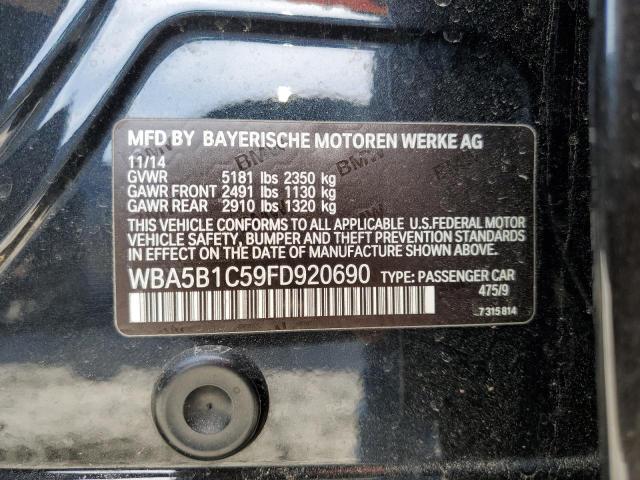 MFD BY BAYERISCHE MOTOREN WERKE AG
11/14
GVWR 5181 lbs 2350 kg
GAWR FRONT 2491 lbs 1130 kg
GAWR REAR 2910 lbs 1320 kg
THIS VEHICLE CONFORMS TO ALL APPLICABLE U.S.FEDERAL MOTOR
VEHICLE SAFETY, BUMPER AND THEFT PREVENTION STANDARDS
IN EFFECT ON THE DATE OF MANUFACTURE SHOWN ABOVE.
WBA5B1C59FD920690 TYPE: PASSENGER CAR
475/9
7315814